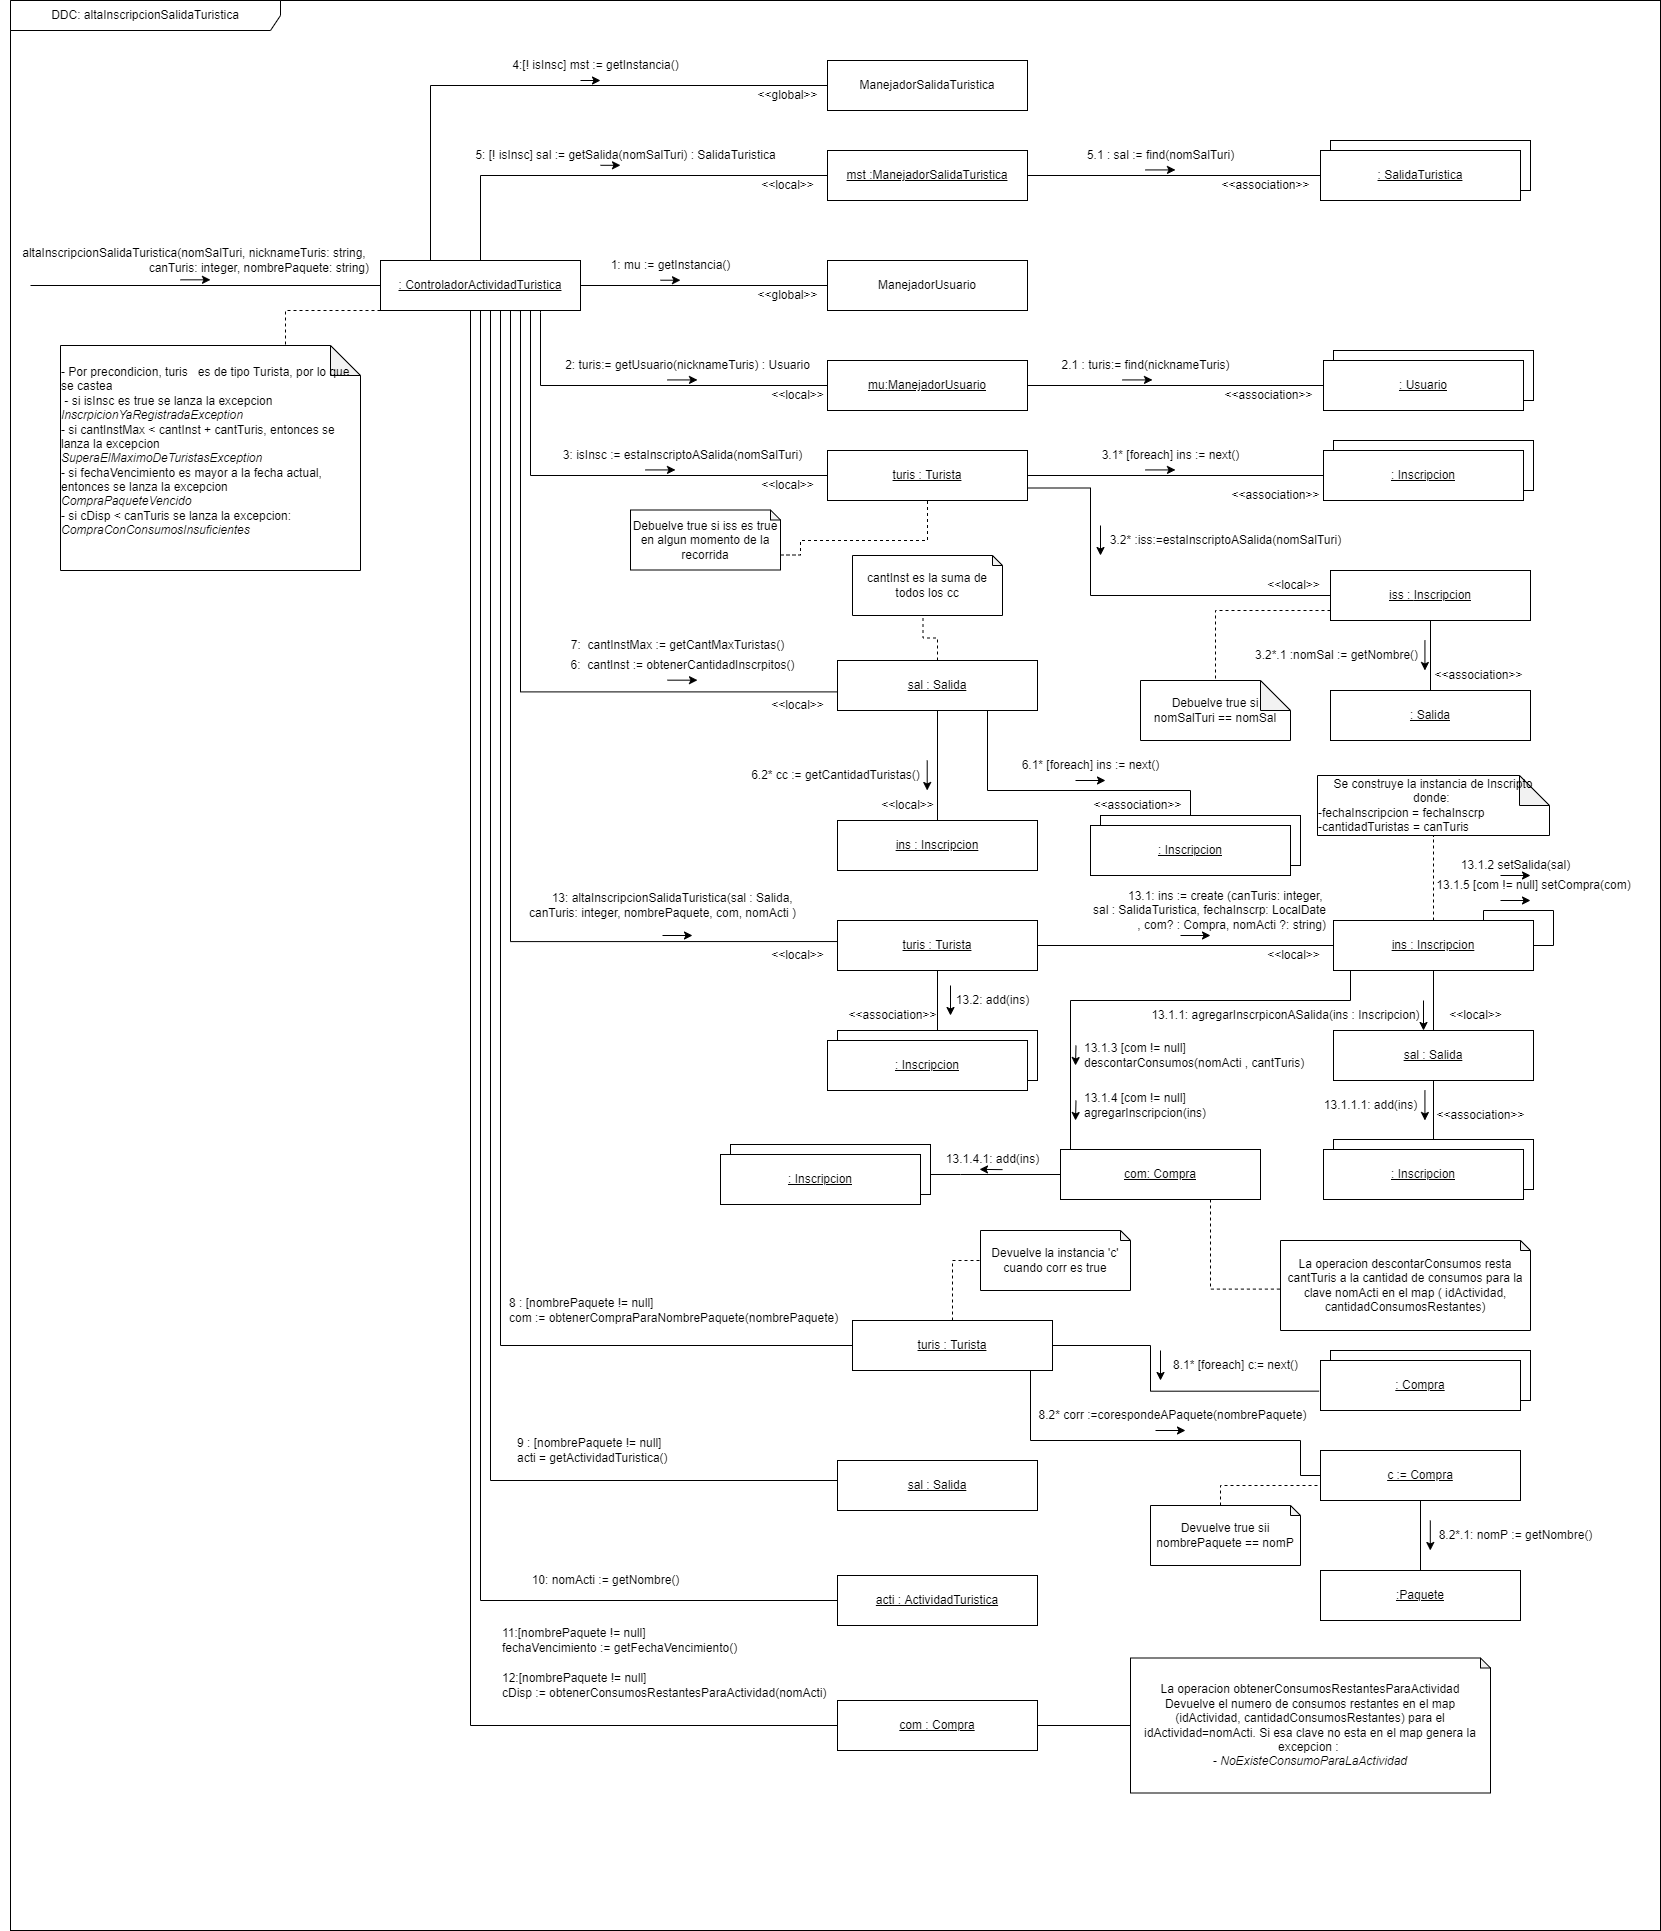 DDC: altaInscripcionSalidaTuristica
4:[! isInsc] mst := getInstancia()
<<global>>
ManejadorSalidaTuristica
5: [! isInsc] sal := getSalida(nomSalTuri) : SalidaTuristica
<<local>>
mst :ManejadorSalidaTuristica
5.1 : sal := find(nomSalTuri)
<<association>>
: SalidaTuristica
altaInscripcionSalidaTuristica(nomSalTuri, nicknameTuris: string,
canTuris: integer, nombrePaquete: string)
: ControladorActividadTuristica
1: mu := getInstancia()
<<global>>
ManejadorUsuario
- Por precondicion, turis es de tipo Turista, por lo que
se castea
- si isInsc es true se lanza la excepcion
InscrpicionYaRegistradaException
- si cantInstMax < cantInst + cantTuris, entonces se
lanza la excepcion
SuperaElMaximoDeTuristasException
- si fechaVencimiento es mayor a la fecha actual,
entonces se lanza la excepcion
CompraPaqueteVencido
- si cDisp < canTuris se lanza la excepcion:
CompraConConsumosInsuficientes
2: turis:= getUsuario(nicknameTuris) : Usuario
<<local>>
mu:ManejadorUsuario
2.1 : turis:= find(nicknameTuris)
<<association>>
: Usuario
3: isInsc := estaInscriptoASalida(nomSalTuri)
<<local>>
turis : Turista
3.1* [foreach] ins := next()
<<association>>
: Inscripcion
Debuelve true si iss es true
en algun momento de la
recorrida
3.2* :iss:=estaInscriptoASalida(nomSalTuri)
<<local>>
iss : Inscripcion
cantInst es la suma de
todos los cc
3.2*.1 :nomSal := getNombre()
<<association>>
: Salida
Debuelve true si
nomSalTuri == nomSal
7: cantInstMax := getCantMaxTuristas()
6: cantInst := obtenerCantidadInscrpitos()
<<local>>
sal : Salida
6.2* cc := getCantidadTuristas()
<<local>>
ins : Inscripcion
6.1* [foreach] ins := next()
<<association>>
: Inscripcion
Se construye la instancia de Inscripto
donde:
-fechaInscripcion = fechaInscrp
-cantidadTuristas = canTuris
13: altaInscripcionSalidaTuristica(sal : Salida,
canTuris: integer, nombrePaquete, com, nomActi )
<<local>>
turis : Turista
13.1: ins := create (canTuris: integer,
sal : SalidaTuristica, fechaInscrp: LocalDate
, com? : Compra, nomActi ?: string)
<<local>>
13.1.2 setSalida(sal)
13.1.5 [com != null] setCompra(com)
ins : Inscripcion
13.2: add(ins)
<<association>>
: Inscripcion
13.1.1: agregarInscrpiconASalida(ins : Inscripcion)
<<local>>
sal : Salida
13.1.3 [com != null]
descontarConsumos(nomActi , cantTuris)
13.1.4 [com != null]
agregarInscripcion(ins)
13.1.1.1: add(ins)
<<association>>
: Inscripcion
13.1.4.1: add(ins)
: Inscripcion
com: Compra
La operacion descontarConsumos resta
cantTuris a la cantidad de consumos para la
clave nomActi en el map ( idActividad,
cantidadConsumosRestantes)
Devuelve la instancia 'c'
cuando corr es true
8 : [nombrePaquete != null]
com := obtenerCompraParaNombrePaquete(nombrePaquete)
turis : Turista
8.1* [foreach] c:= next()
: Compra
8.2* corr :=corespondeAPaquete(nombrePaquete)
c := Compra
Devuelve true sii
nombrePaquete == nomP
8.2*.1: nomP := getNombre()
:Paquete
9 : [nombrePaquete != null]
acti = getActividadTuristica()
sal : Salida
10: nomActi := getNombre()
acti : ActividadTuristica
11:[nombrePaquete != null]
fechaVencimiento := getFechaVencimiento()
12:[nombrePaquete != null]
cDisp := obtenerConsumosRestantesParaActividad(nomActi)
com : Compra
La operacion obtenerConsumosRestantesParaActividad
Devuelve el numero de consumos restantes en el map
(idActividad, cantidadConsumosRestantes) para el
idActividad=nomActi. Si esa clave no esta en el map genera la
excepcion :
- NoExisteConsumoParaLaActividad